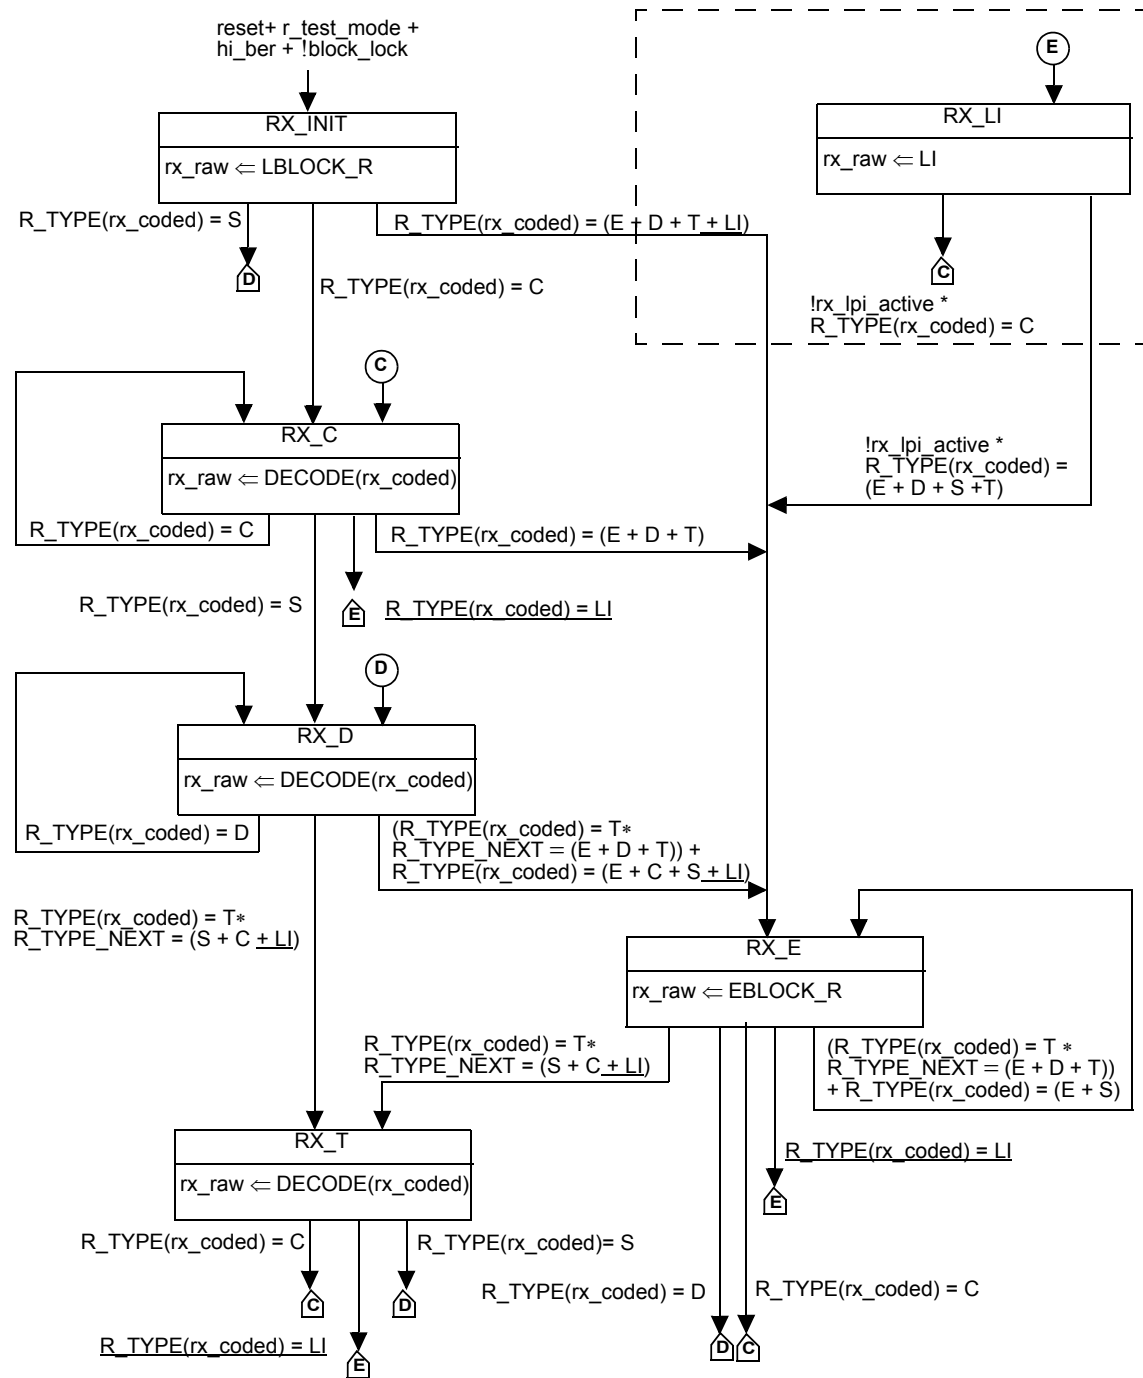 reset+ r_test_mode +
hi_ber + !block_lock
E
RX_INIT
rx_raw ⇐ LBLOCK_R
RX_LI
rx_raw ⇐ LI
R_TYPE(rx_coded) = S
R_TYPE(rx_coded) = (E + D + T + LI)
D
R_TYPE(rx_coded) = C
C
!rx_lpi_active *
R_TYPE(rx_coded) = C
C
RX_C
rx_raw ⇐ DECODE(rx_coded)
!rx_lpi_active *
R_TYPE(rx_coded) =
(E + D + S +T)
R_TYPE(rx_coded) = C
R_TYPE(rx_coded) = (E + D + T)
R_TYPE(rx_coded) = S
E
R_TYPE(rx_coded) = LI
D
RX_D
rx_raw ⇐ DECODE(rx_coded)
R_TYPE(rx_coded) = D
(R_TYPE(rx_coded) = T*
R_TYPE_NEXT = (E + D + T)) +
R_TYPE(rx_coded) = (E + C + S + LI)
R_TYPE(rx_coded) = T*
R_TYPE_NEXT = (S + C + LI)
RX_E
rx_raw ⇐ EBLOCK_R
R_TYPE(rx_coded) = T*
R_TYPE_NEXT = (S + C + LI)
(R_TYPE(rx_coded) = T *
R_TYPE_NEXT = (E + D + T))
+ R_TYPE(rx_coded) = (E + S)
RX_T
rx_raw ⇐ DECODE(rx_coded)
R_TYPE(rx_coded) = LI
E
R_TYPE(rx_coded) = C
R_TYPE(rx_coded)= S
C
D
R_TYPE(rx_coded) = D
R_TYPE(rx_coded) = C
D
C
R_TYPE(rx_coded) = LI
E